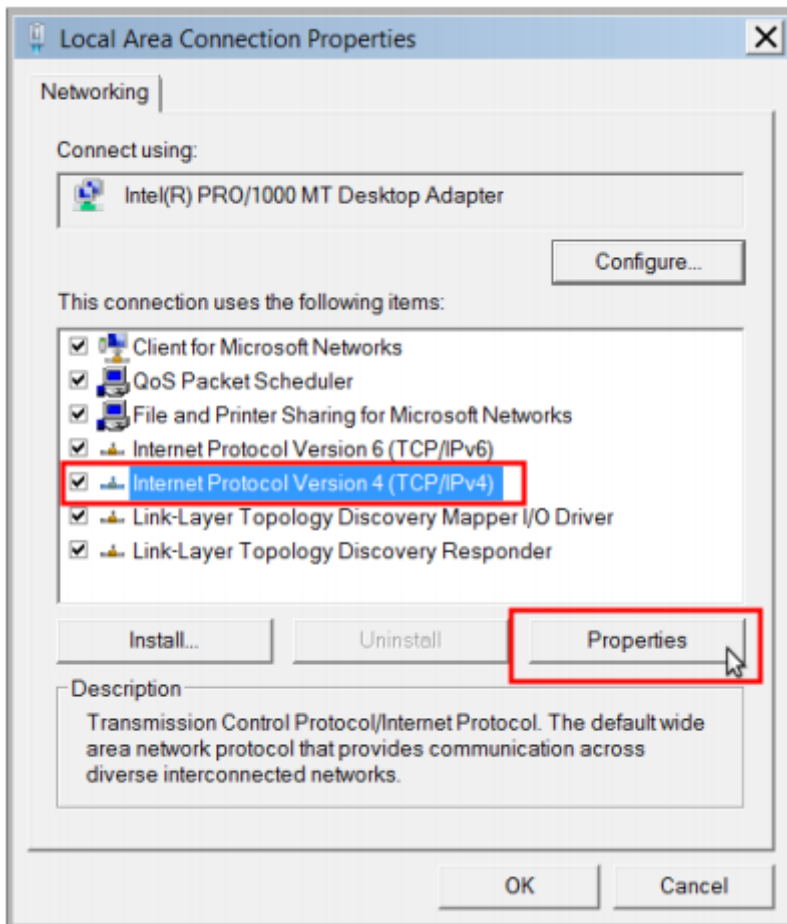 Local Area Connection Properties
Networking
Connect using:
Intel(R) PRO/1000 MT Desktop Adapter
Configure...
This connection uses the following items:
Client for Microsoft Networks
QoS Packet Scheduler
File and Printer Sharing for Microsoft Networks
Internet Protocol Version 6 (TCP/IPv6)
Internet Protocol Version 4 (TCP/IPv4)
Link-Layer Topology Discovery Mapper I/O Driver
Link-Layer Topology Discovery Responder
Install... Uninstall Properties
Description
Transmission Control Protocol/Internet Protocol. The default wide
area network protocol that provides communication across
diverse interconnected networks.
OK Cancel